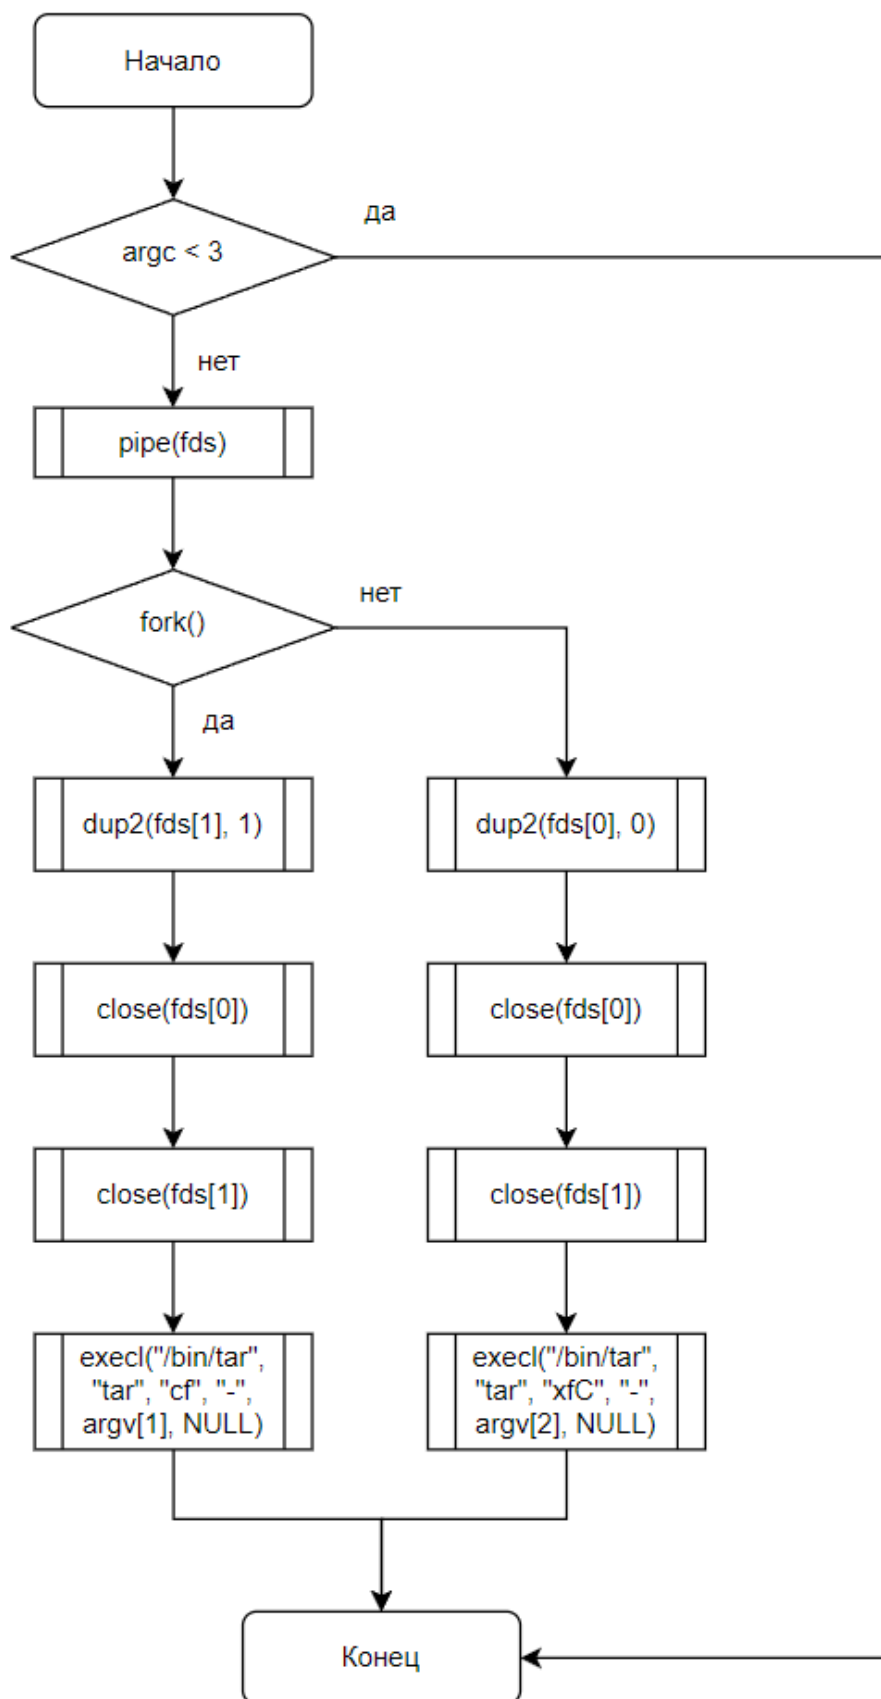 Начало
argc < 3
да
нет
pipe(fds)
fork()
нет
да
dup2(fds[1], 1)
dup2(fds[0], 0)
close(fds[0])
close(fds[0])
close(fds[1])
close(fds[1])
execl("/bin/tar",
"tar", "cf", "-",
argv[1], NULL)
execl("/bin/tar",
"tar", "xfC", "-",
argv[2], NULL)
Конец